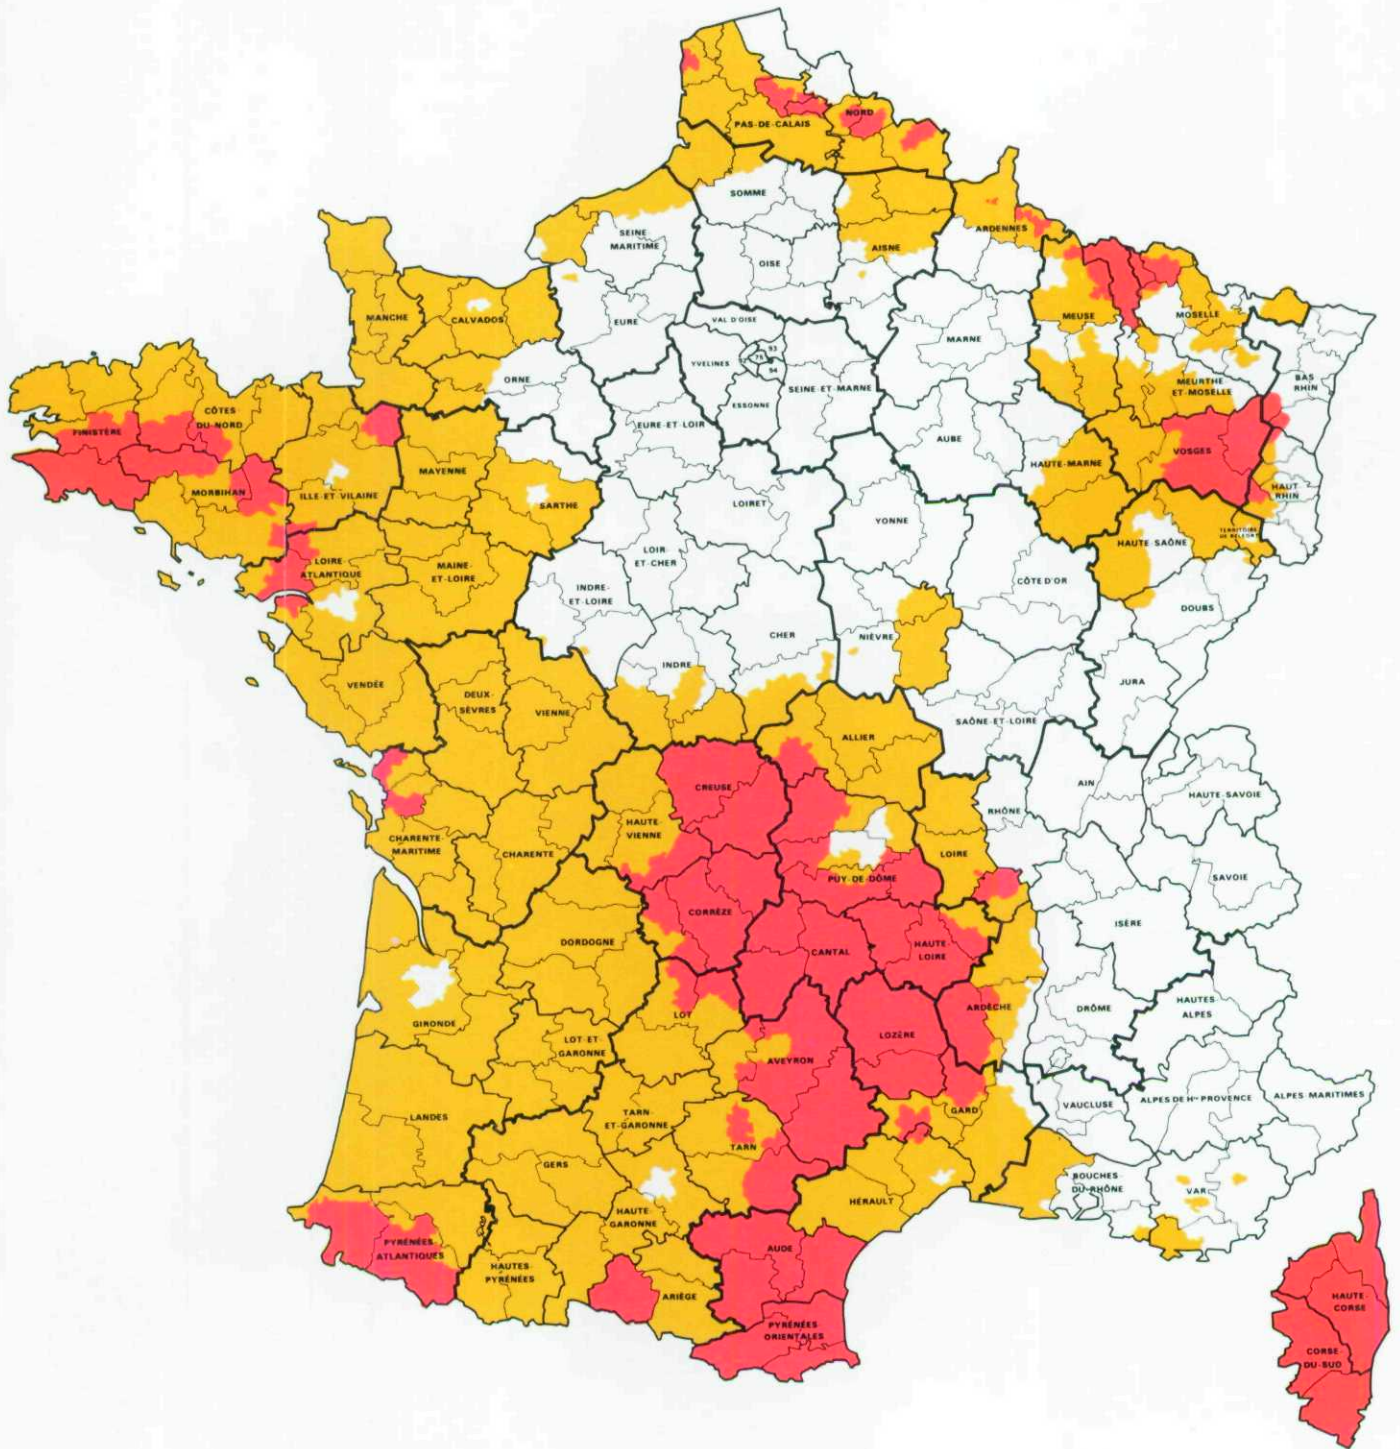 NORD
PAS-DE-CALAIS
SOMME
SEINE
MARITIME
OISE
AISNE
ARDENNES
MANCHE
CALVADOS
EURE
VAL D'OISE
YVELINES
93
75
94
ESSONNE
SEINE-ET-MARNE
MARNE
MEUSE
MOSELLE
MEURTHE
ET-MOSELLE
BAS
RHIN
ORNE
EURE-ET-LOIR
AUBE
HAUTE-MARNE
VOSGES
HAUT
RHIN
FINISTÈRE
CÔTES
DU-NORD
MORBIHAN
ILLE-ET-VILAINE
MAYENNE
SARTHE
LOIRET
YONNE
HAUTE-SAÔNE
TERRITOIRE
DE BELFORT
LOIRE-
ATLANTIQUE
MAINE-
ET-LOIRE
INDRE-
ET-LOIRE
LOIR-
ET-CHER
CHER
NIÈVRE
CÔTE D'OR
DOUBS
VENDÉE
DEUX-
SÈVRES
VIENNE
INDRE
ALLIER
SAÔNE-ET-LOIRE
JURA
CHARENTE-
MARITIME
CHARENTE
HAUTE-
VIENNE
CREUSE
PUY-DE-DÔME
LOIRE
RHÔNE
AIN
HAUTE-SAVOIE
SAVOIE
GIRONDE
DORDOGNE
CORRÈZE
CANTAL
HAUTE-
LOIRE
ISÈRE
LOT
LOT-ET-
GARONNE
AVEYRON
LOZÈRE
ARDÈCHE
DRÔME
HAUTES
ALPES
LANDES
TARN-
ET-GARONNE
TARN
GARD
VAUCLUSE
ALPES DE Hte PROVENCE
ALPES-MARITIMES
GERS
HAUTE-
GARONNE
HÉRAULT
BOUCHES-
DU-RHÔNE
VAR
PYRÉNÉES
ATLANTIQUES
HAUTES-
PYRÉNÉES
ARIÈGE
AUDE
PYRÉNÉES
ORIENTALES
HAUTE-
CORSE
CORSE-
DU-SUD